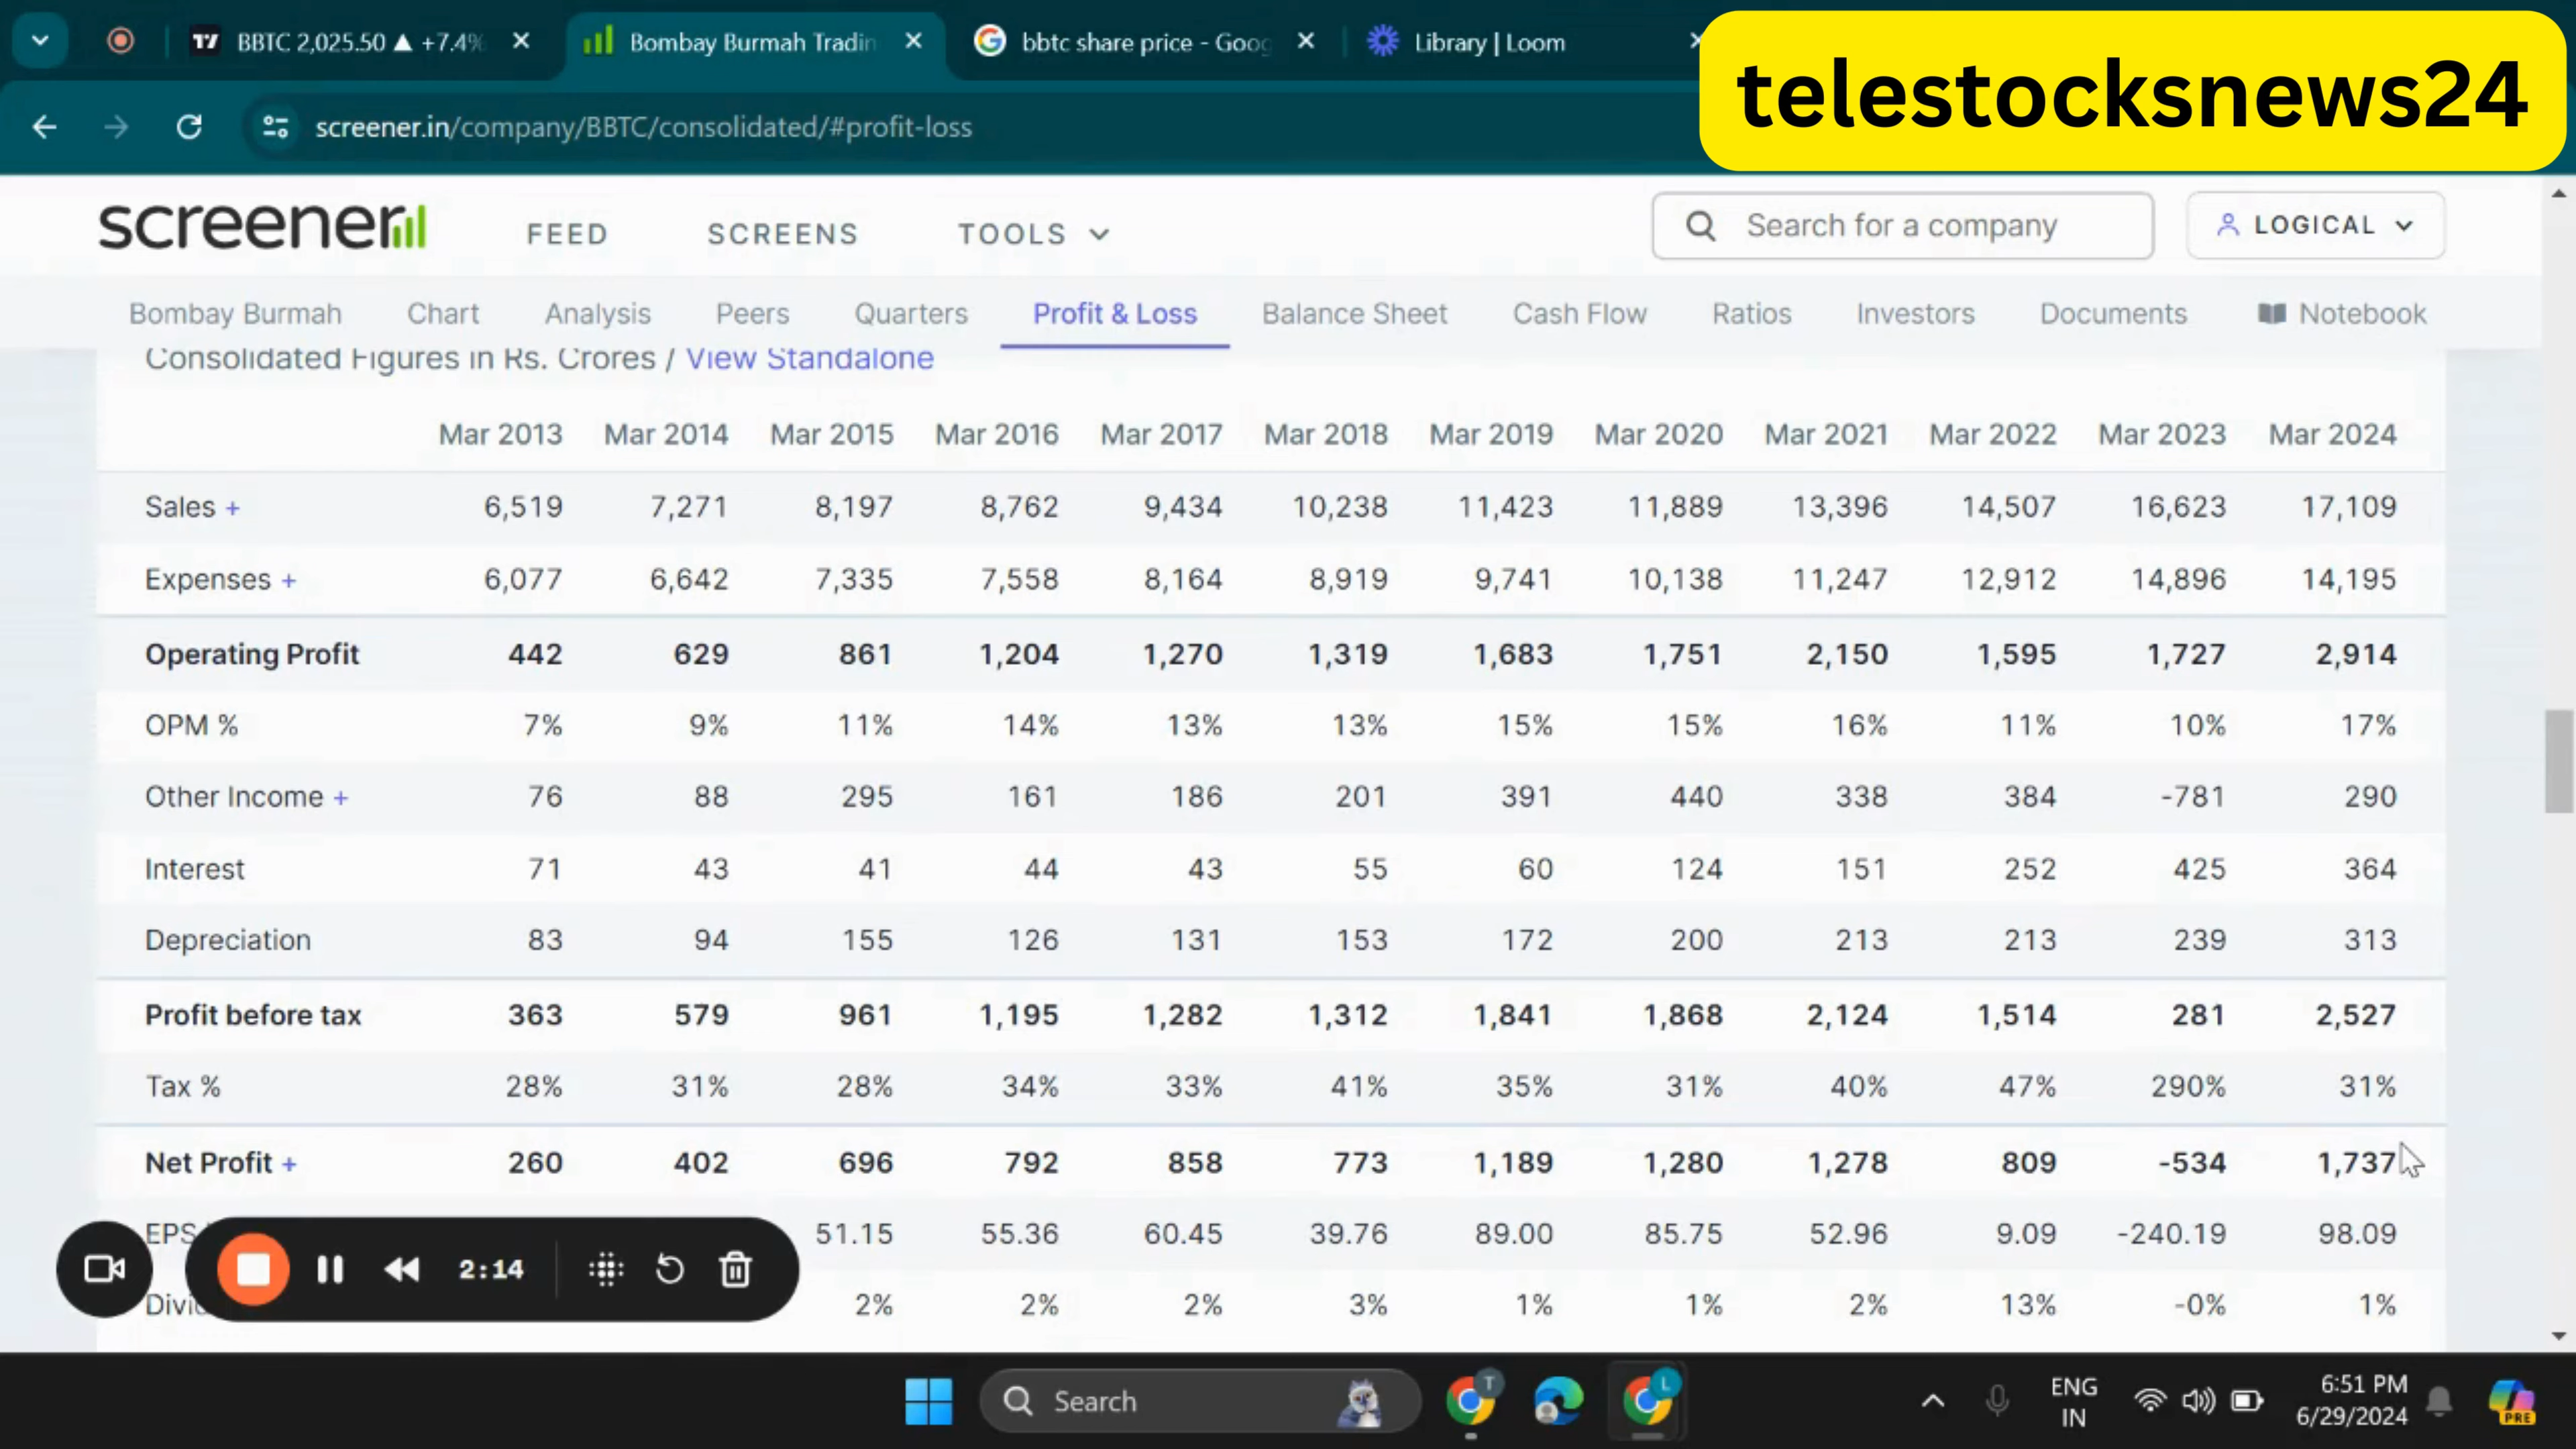 BBTC 2,025.50 ▲ +7.4%
Bombay Burmah Tradin
bbtc share price - Goog
Library | Loom
telestocksnews24
screener.in/company/BBTC/consolidated/#profit-loss
screener
FEED SCREENS TOOLS
Search for a company
LOGICAL
Bombay Burmah Chart Analysis Peers Quarters Profit & Loss Balance Sheet Cash Flow Ratios Investors Documents Notebook
Consolidated Figures in Rs. Crores / View Standalone
Mar 2013 Mar 2014 Mar 2015 Mar 2016 Mar 2017 Mar 2018 Mar 2019 Mar 2020 Mar 2021 Mar 2022 Mar 2023 Mar 2024
Sales + 6,519 7,271 8,197 8,762 9,434 10,238 11,423 11,889 13,396 14,507 16,623 17,109
Expenses + 6,077 6,642 7,335 7,558 8,164 8,919 9,741 10,138 11,247 12,912 14,896 14,195
Operating Profit 442 629 861 1,204 1,270 1,319 1,683 1,751 2,150 1,595 1,727 2,914
OPM % 7% 9% 11% 14% 13% 13% 15% 15% 16% 11% 10% 17%
Other Income + 76 88 295 161 186 201 391 440 338 384 -781 290
Interest 71 43 41 44 43 55 60 124 151 252 425 364
Depreciation 83 94 155 126 131 153 172 200 213 213 239 313
Profit before tax 363 579 961 1,195 1,282 1,312 1,841 1,868 2,124 1,514 281 2,527
Tax % 28% 31% 28% 34% 33% 41% 35% 31% 40% 47% 290% 31%
Net Profit + 260 402 696 792 858 773 1,189 1,280 1,278 809 -534 1,737
EPS 51.15 55.36 60.45 39.76 89.00 85.75 52.96 9.09 -240.19 98.09
2:14
Divi 2% 2% 2% 3% 1% 1% 2% 13% -0% 1%
Search
T
L
ENG
IN
6:51 PM
6/29/2024
PRE